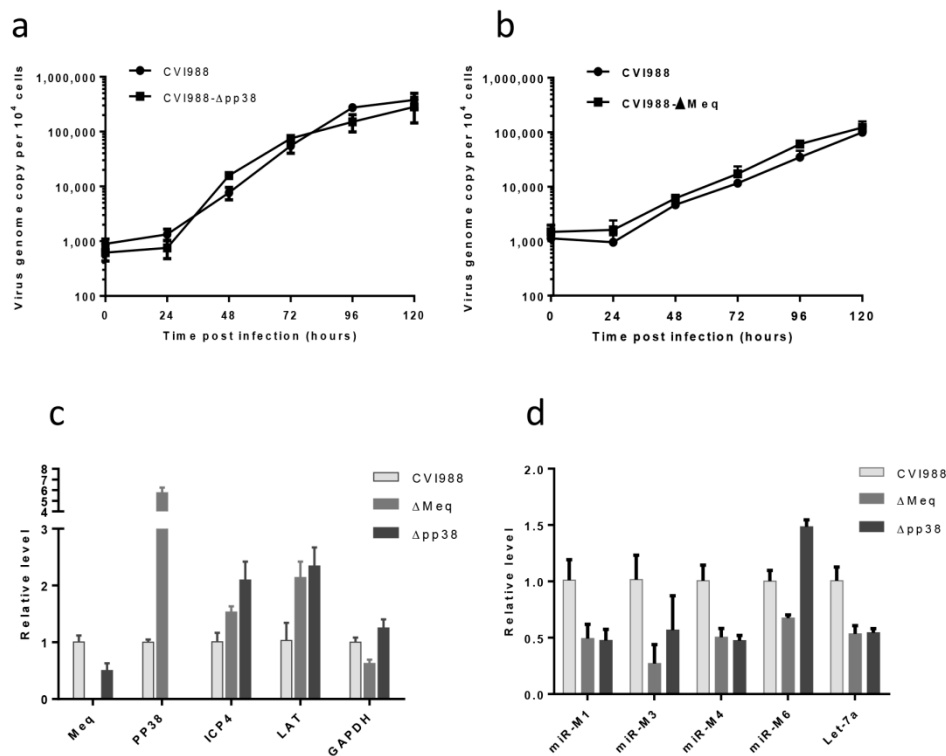 a
CVI988
CVI988-Δpp38
1,000,000
100,000
10,000
1,000
100
Virus genome copy per 10⁴ cells
0 24 48 72 96 120
Time post infection (hours)
b
CVI988
CVI988-▲Meq
1,000,000
100,000
10,000
1,000
100
Virus genome copy per 10⁴ cells
0 24 48 72 96 120
Time post infection (hours)
c
CVI988
ΔMeq
Δpp38
8
7
6
5
4
3
2
1
0
Relative level
Meq PP38 ICP4 LAT GAPDH
d
CVI988
ΔMeq
Δpp38
2.0
1.5
1.0
0.5
0.0
Relative level
miR-M1 miR-M3 miR-M4 miR-M6 Let-7a